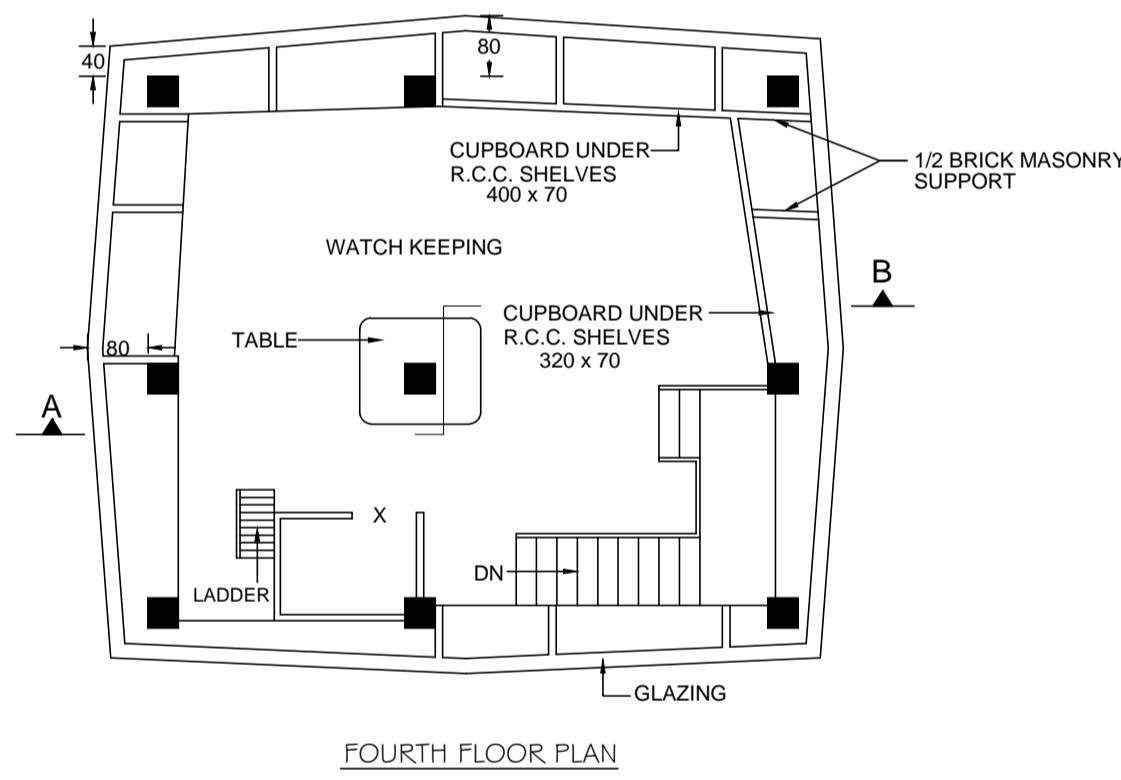 40
80
CUPBOARD UNDER
R.C.C. SHELVES
400 x 70
1/2 BRICK MASONRY
SUPPORT
WATCH KEEPING
B
CUPBOARD UNDER
R.C.C. SHELVES
320 x 70
TABLE
80
A
X
LADDER
DN
GLAZING
FOURTH FLOOR PLAN